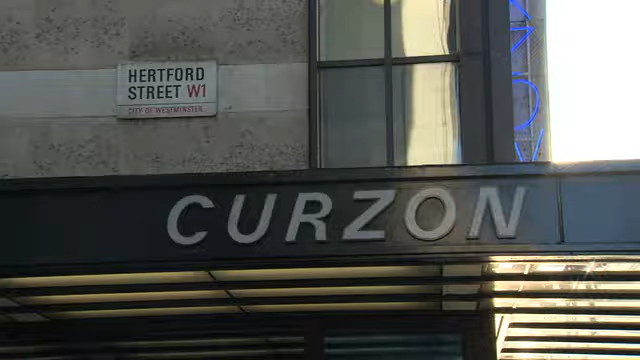 HERTFORD
STREET W1
CITY OF WESTMINSTER
CURZON